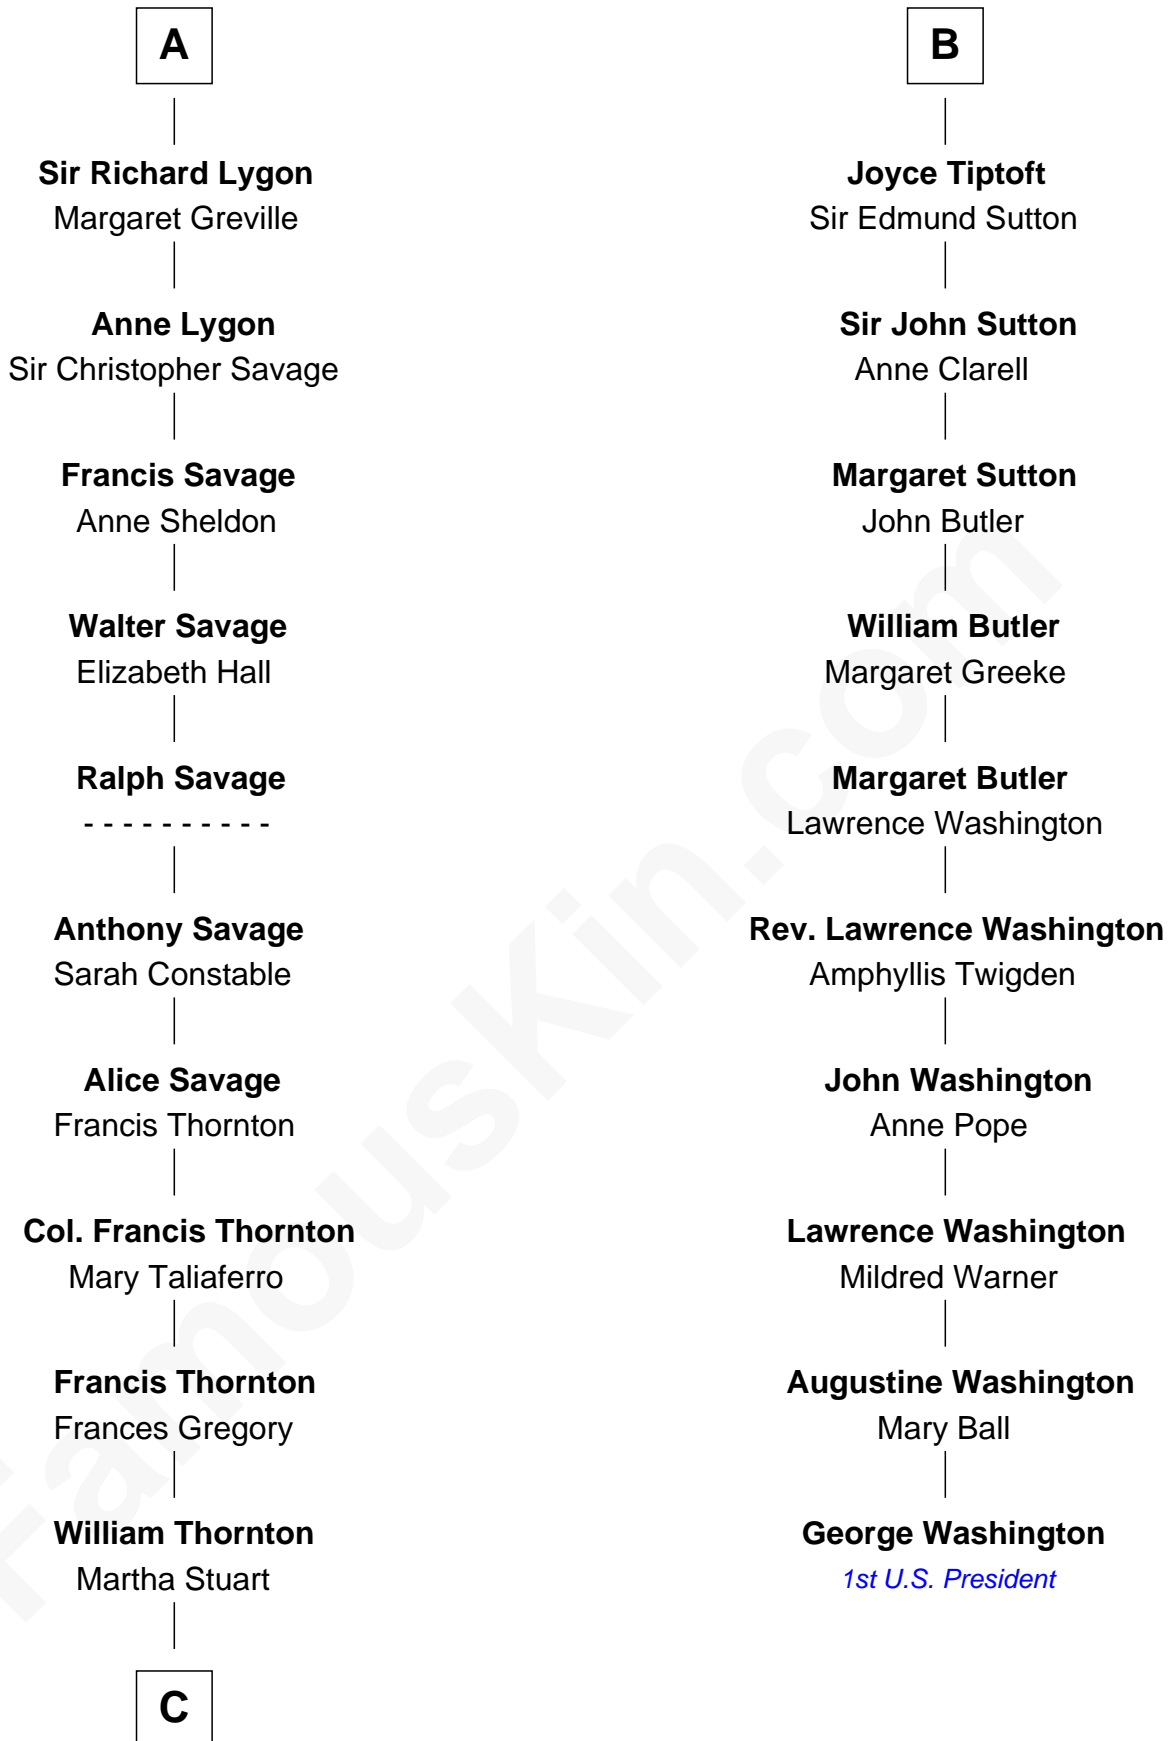 A
Sir Richard Lygon
Margaret Greville
Anne Lygon
Sir Christopher Savage
Francis Savage
Anne Sheldon
Walter Savage
Elizabeth Hall
Ralph Savage
- - - - - - - - - -
Anthony Savage
Sarah Constable
Alice Savage
Francis Thornton
Col. Francis Thornton
Mary Taliaferro
Francis Thornton
Frances Gregory
William Thornton
Martha Stuart
C
B
Joyce Tiptoft
Sir Edmund Sutton
Sir John Sutton
Anne Clarell
Margaret Sutton
John Butler
William Butler
Margaret Greeke
Margaret Butler
Lawrence Washington
Rev. Lawrence Washington
Amphyllis Twigden
John Washington
Anne Pope
Lawrence Washington
Mildred Warner
Augustine Washington
Mary Ball
George Washington
1st U.S. President
FamousKin.com